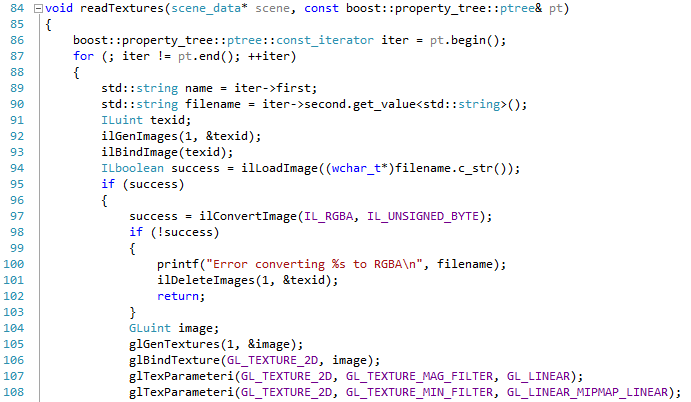 84 void readTextures(scene_data* scene, const boost::property_tree::ptree& pt)
85 {
86 boost::property_tree::ptree::const_iterator iter = pt.begin();
87 for (; iter != pt.end(); ++iter)
88 {
89 std::string name = iter->first;
90 std::string filename = iter->second.get_value<std::string>();
91 ILuint texid;
92 ilGenImages(1, &texid);
93 ilBindImage(texid);
94 ILboolean success = ilLoadImage((wchar_t*)filename.c_str());
95 if (success)
96 {
97 success = ilConvertImage(IL_RGBA, IL_UNSIGNED_BYTE);
98 if (!success)
99 {
100 printf("Error converting %s to RGBA\n", filename);
101 ilDeleteImages(1, &texid);
102 return;
103 }
104 GLuint image;
105 glGenTextures(1, &image);
106 glBindTexture(GL_TEXTURE_2D, image);
107 glTexParameteri(GL_TEXTURE_2D, GL_TEXTURE_MAG_FILTER, GL_LINEAR);
108 glTexParameteri(GL_TEXTURE_2D, GL_TEXTURE_MIN_FILTER, GL_LINEAR_MIPMAP_LINEAR);